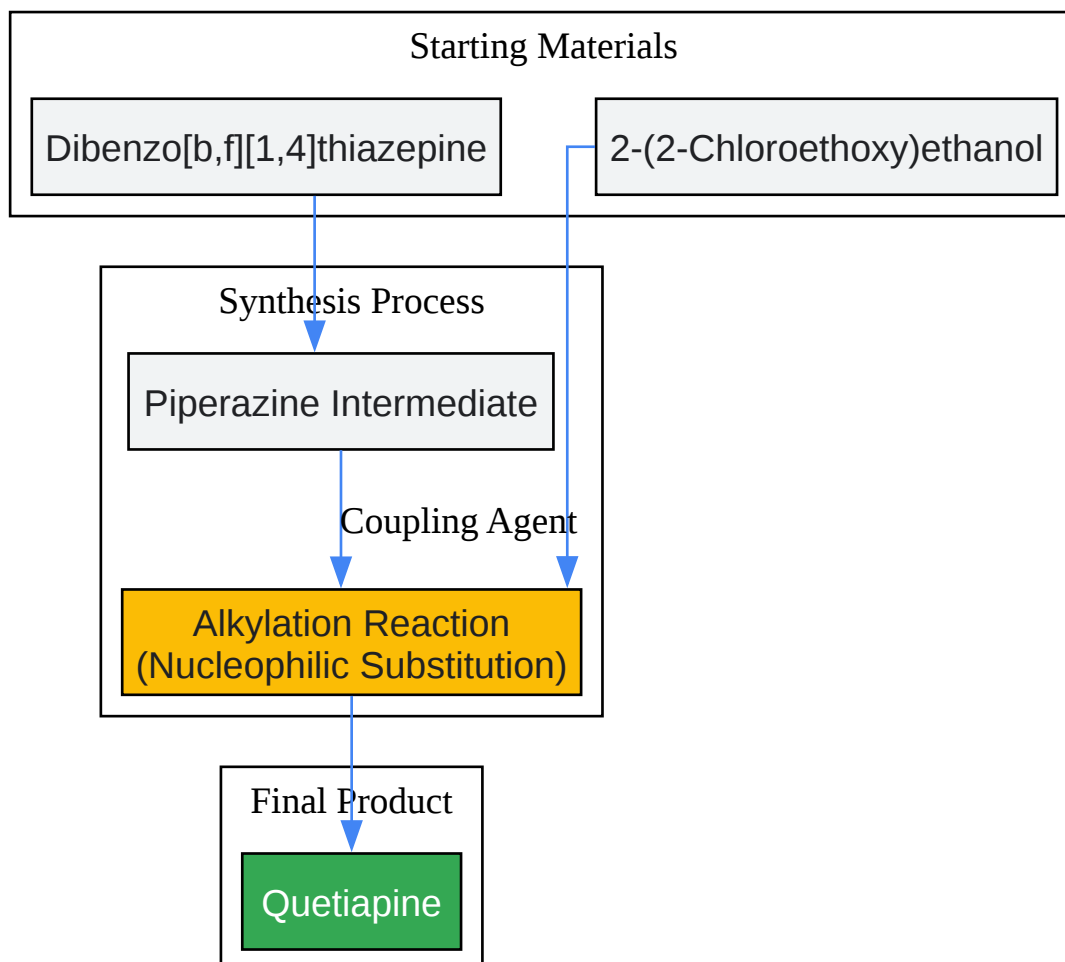 Starting Materials
Dibenzo[b,f][1,4]thiazepine
2-(2-Chloroethoxy)ethanol
Synthesis Process
Piperazine Intermediate
Coupling Agent
Alkylation Reaction
(Nucleophilic Substitution)
Final Product
Quetiapine